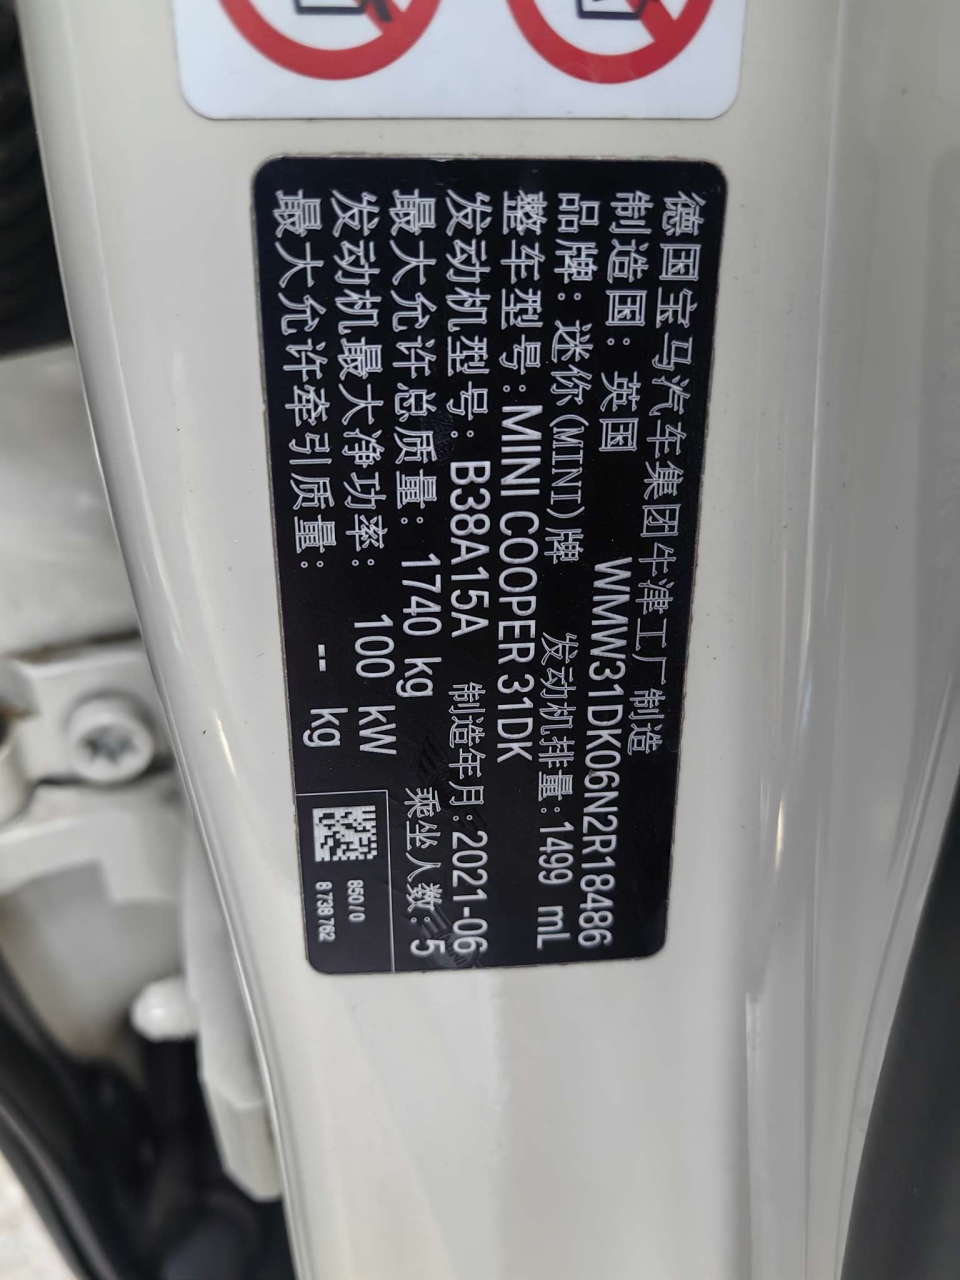 德国宝马汽车集团牛津工厂制造
制造国: 英国 WMW31DK06N2R18486
品牌: 迷你(MINI)牌 发动机排量: 1499 mL
整车型号: MINI COOPER 31DK
发动机型号: B38A15A 制造年月: 2021-06
最大允许总质量: 1740 kg 乘坐人数: 5
发动机最大净功率: 100 kW
最大允许牵引质量: -- kg
850/0
8 738 762